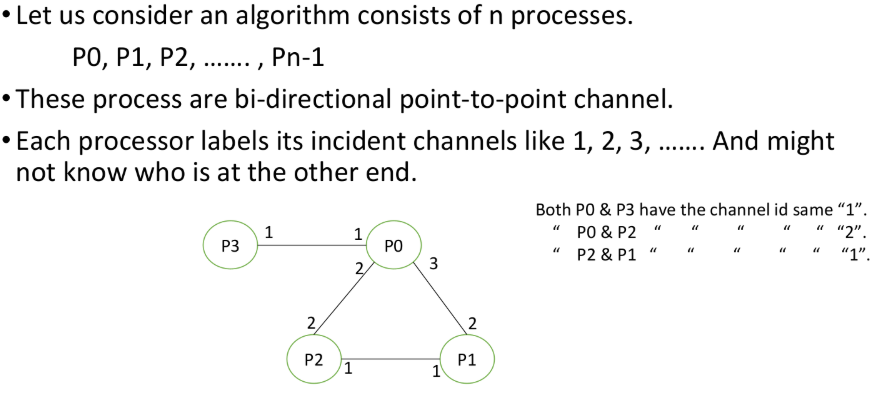 • Let us consider an algorithm consists of n processes.
P0, P1, P2, ....... , Pn-1
• These process are bi-directional point-to-point channel.
• Each processor labels its incident channels like 1, 2, 3, ....... And might
not know who is at the other end.
Both P0 & P3 have the channel id same “1”.
“ P0 & P2 “ “ “ “ “ “2”.
“ P2 & P1 “ “ “ “ “ “1”.
P3 1 1 P0
2 3
2 2
P2 1 1 P1